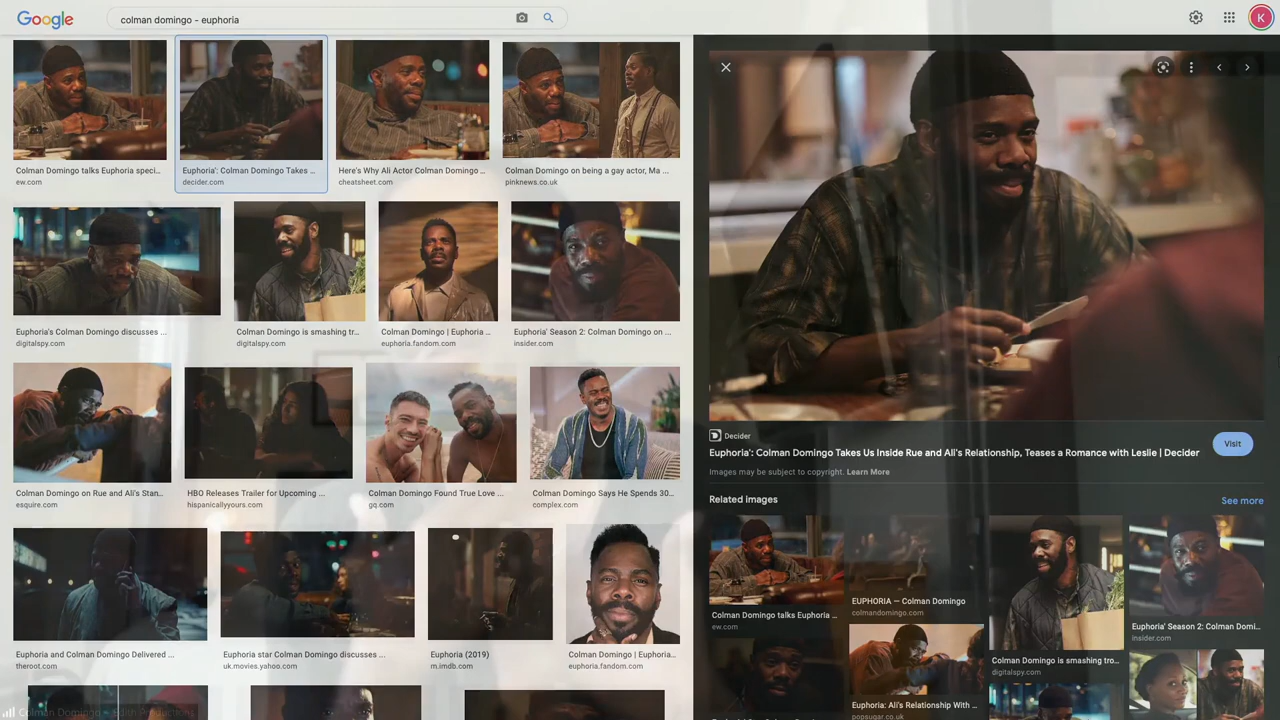 Google
colman domingo - euphoria
K
Colman Domingo talks Euphoria speci...
ew.com
Euphoria': Colman Domingo Takes ...
decider.com
Here's Why Ali Actor Colman Domingo ...
cheatsheet.com
Colman Domingo on being a gay actor, Ma ...
pinknews.co.uk
Euphoria's Colman Domingo discusses ...
digitalspy.com
Colman Domingo is smashing tr...
digitalspy.com
Colman Domingo | Euphoria ...
euphoria.fandom.com
Euphoria' Season 2: Colman Domingo on ...
insider.com
Colman Domingo on Rue and Ali's Stan...
esquire.com
HBO Releases Trailer for Upcoming ...
hispanicallyyours.com
Colman Domingo Found True Love ...
gq.com
Colman Domingo Says He Spends 30...
complex.com
Euphoria and Colman Domingo Delivered ...
theroot.com
Euphoria star Colman Domingo discusses ...
uk.movies.yahoo.com
Euphoria (2019)
m.imdb.com
Colman Domingo | Euphoria...
euphoria.fandom.com
Colman Domingo - Edith Productions
Decider
Visit
Euphoria': Colman Domingo Takes Us Inside Rue and Ali's Relationship, Teases a Romance with Leslie | Decider
Images may be subject to copyright. Learn More
Related images
See more
Colman Domingo talks Euphoria ...
ew.com
EUPHORIA — Colman Domingo
colmandomingo.com
Colman Domingo is smashing tro...
digitalspy.com
Euphoria' Season 2: Colman Domi...
insider.com
Euphoria: Ali's Relationship With ...
popsugar.co.uk